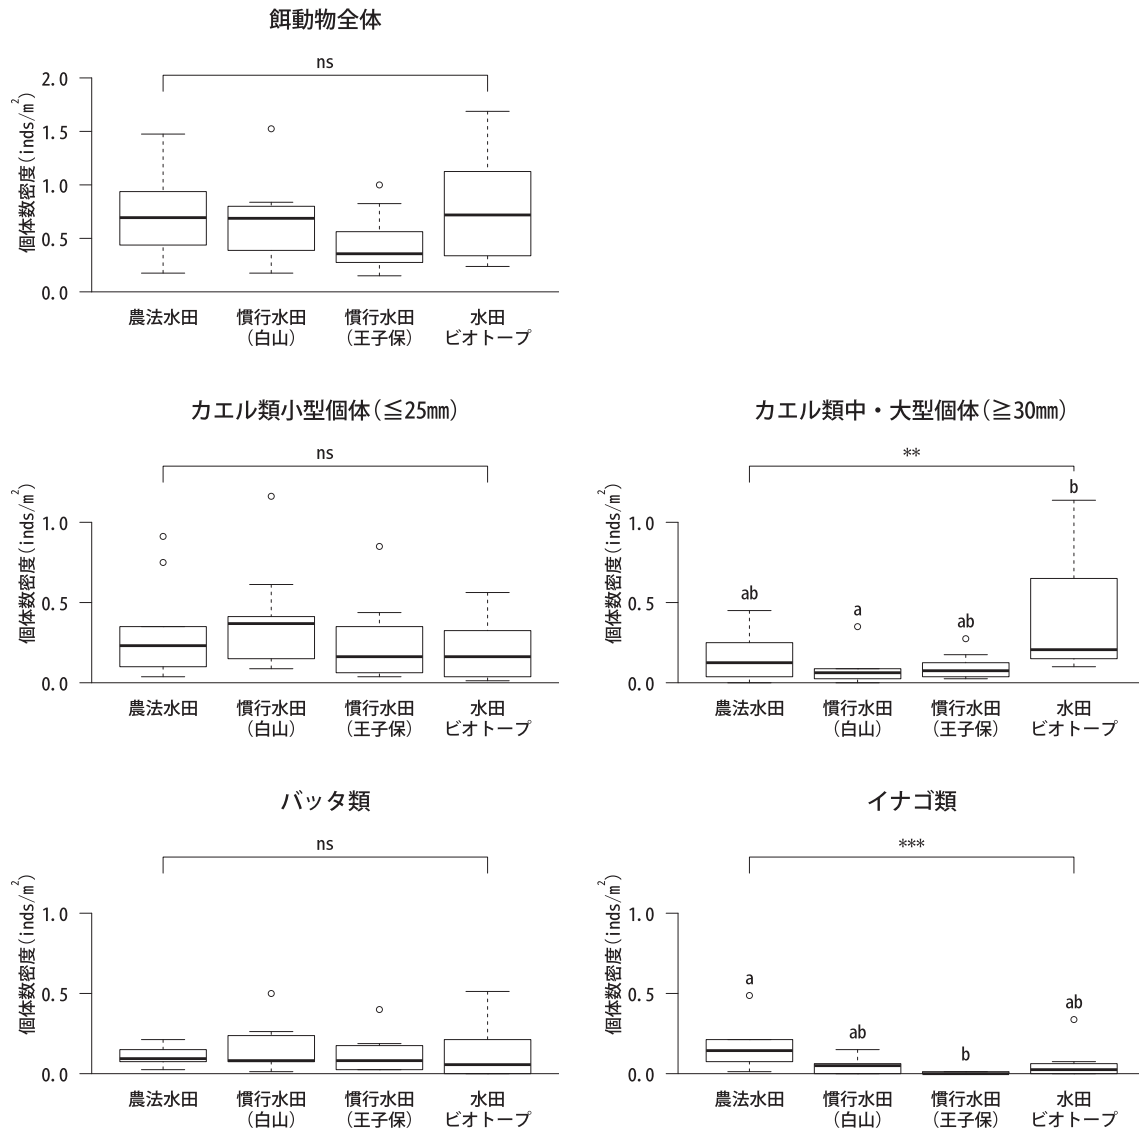 餌動物全体
ns
個体数密度(inds/m²)
2.0
1.5
1.0
0.5
0.0
農法水田
慣行水田
(白山)
慣行水田
(王子保)
水田
ビオトープ
カエル類小型個体(≦25㎜)
ns
個体数密度(inds/m²)
1.0
0.5
0.0
農法水田
慣行水田
(白山)
慣行水田
(王子保)
水田
ビオトープ
カエル類中・大型個体(≧30㎜)
**
個体数密度(inds/m²)
1.0
0.5
0.0
ab
a
ab
b
農法水田
慣行水田
(白山)
慣行水田
(王子保)
水田
ビオトープ
バッタ類
ns
個体数密度(inds/m²)
1.0
0.5
0.0
農法水田
慣行水田
(白山)
慣行水田
(王子保)
水田
ビオトープ
イナゴ類
***
個体数密度(inds/m²)
1.0
0.5
0.0
a
ab
b
ab
農法水田
慣行水田
(白山)
慣行水田
(王子保)
水田
ビオトープ